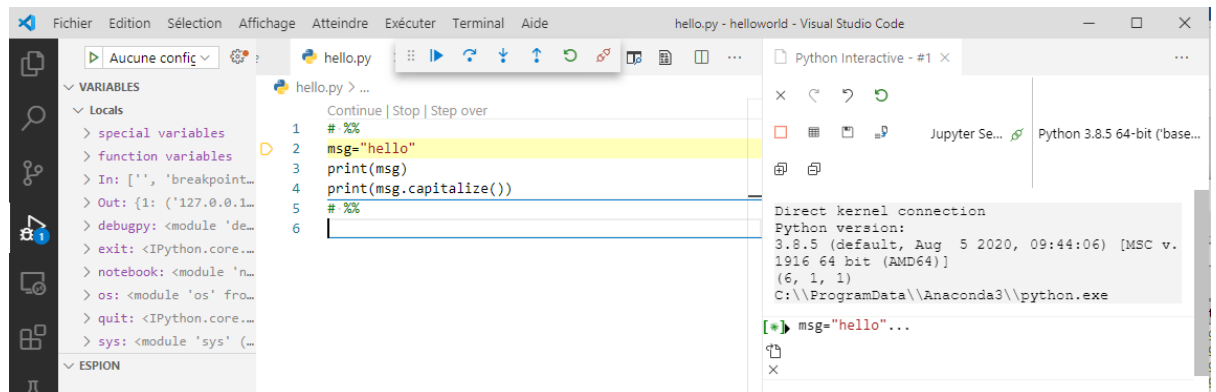 Fichier Edition Sélection Affichage Atteindre Exécuter Terminal Aide hello.py - helloworld - Visual Studio Code
Aucune config
VARIABLES
Locals
special variables
function variables
In: ['', 'breakpoint...
Out: {1: ('127.0.0.1...
debugpy: <module 'de...
exit: <IPython.core....
notebook: <module 'n...
os: <module 'os' fro...
quit: <IPython.core....
sys: <module 'sys' (...
ESPION
1
hello.py
hello.py > ...
Continue | Stop | Step over
1 # %%
2 msg="hello"
3 print(msg)
4 print(msg.capitalize())
5 # %%
6
Python Interactive - #1
Jupyter Se... Python 3.8.5 64-bit ('base...
Direct kernel connection
Python version:
3.8.5 (default, Aug 5 2020, 09:44:06) [MSC v.
1916 64 bit (AMD64)]
(6, 1, 1)
C:\\ProgramData\\Anaconda3\\python.exe
[*] msg="hello"...